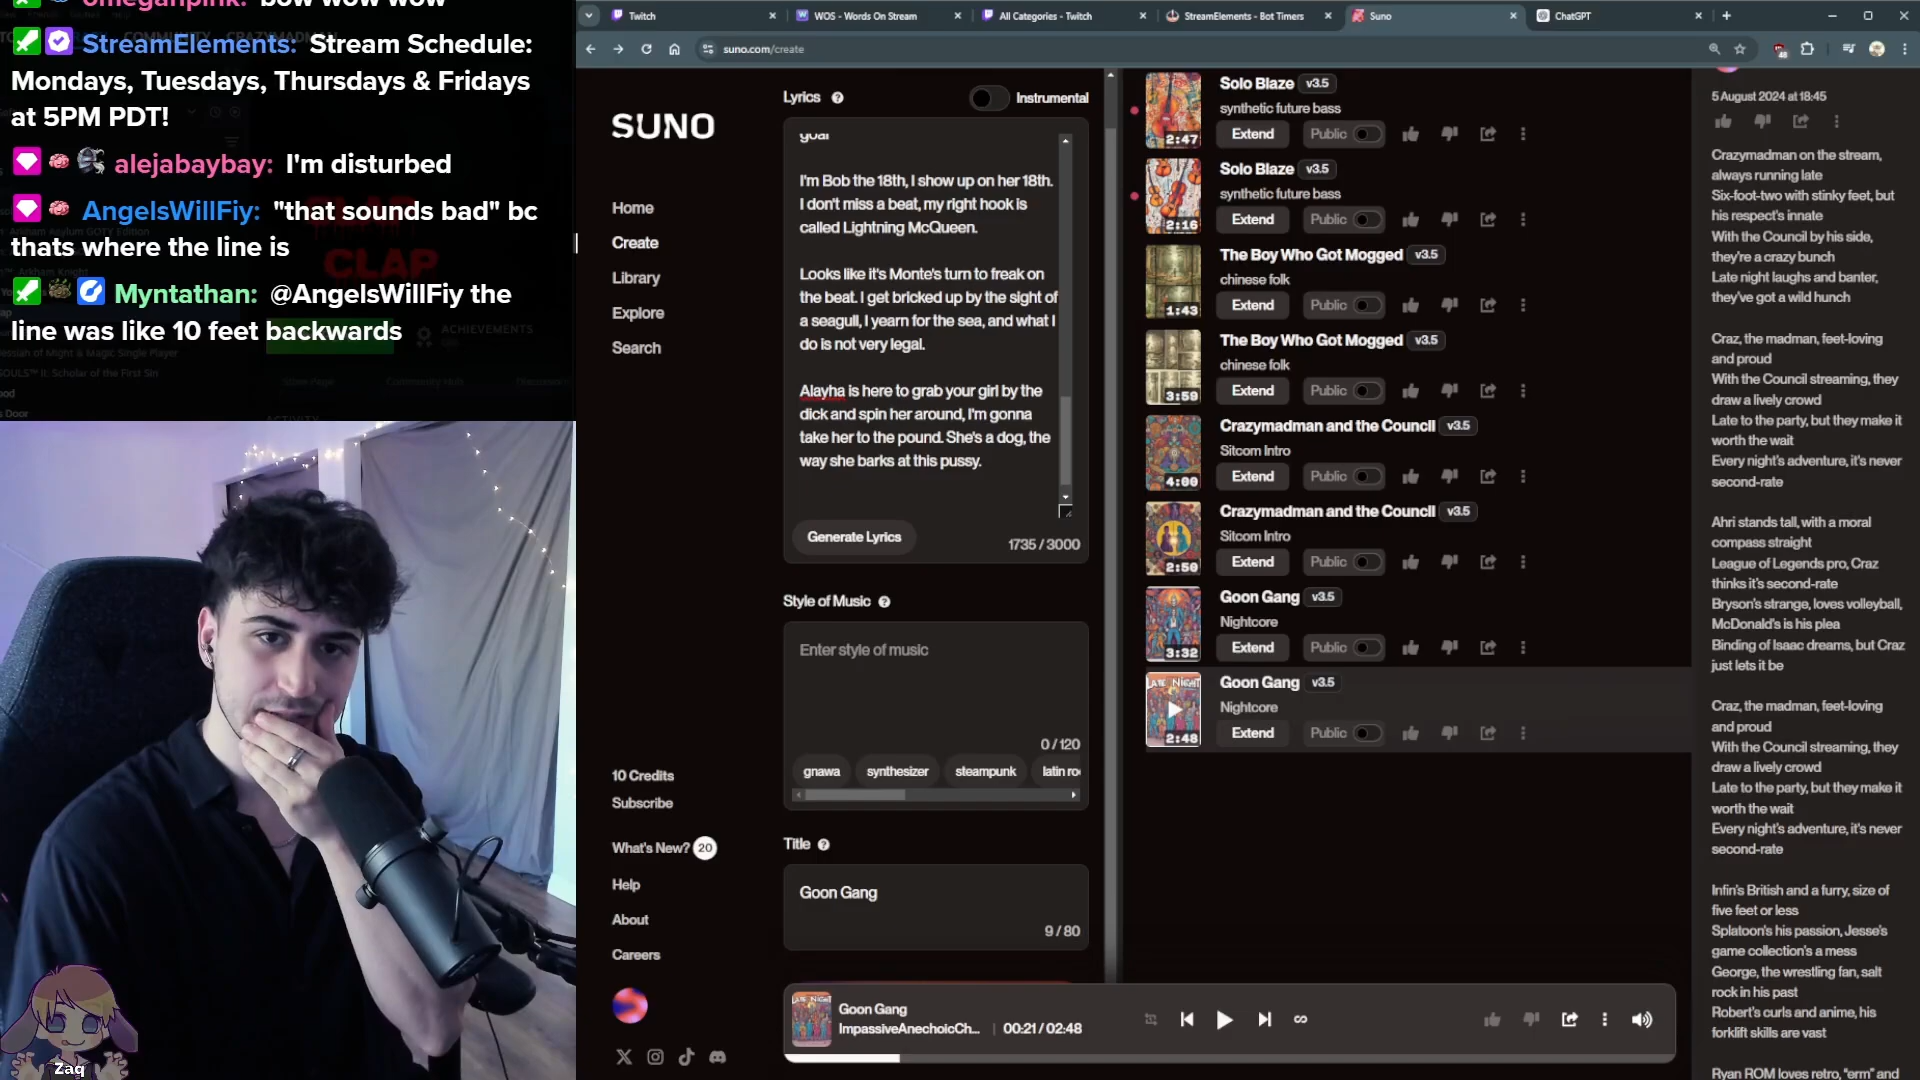 StreamElements: Stream Schedule:
Mondays, Tuesdays, Thursdays & Fridays
at 5PM PDT!
alejabaybay: I'm disturbed
AngelsWillFiy: "that sounds bad" bc
thats where the line is
Myntathan: @AngelsWillFiy the
line was like 10 feet backwards
CLAP
ACHIEVEMENTS
Zaq
Twitch
WOS - Words On Stream
All Categories - Twitch
StreamElements - Bot Timers
Suno
ChatGPT
suno.com/create
SUNO
Home
Create
Library
Explore
Search
10 Credits
Subscribe
What's New? 20
Help
About
Careers
Lyrics
Instrumental
goal
I'm Bob the 18th, I show up on her 18th.
I don't miss a beat, my right hook is
called Lightning McQueen.
Looks like it's Monte's turn to freak on
the beat. I get bricked up by the sight of
a seagull, I yearn for the sea, and what I
do is not very legal.
Alayha is here to grab your girl by the
dick and spin her around, I'm gonna
take her to the pound. She's a dog, the
way she barks at this pussy.
Generate Lyrics
1735 / 3000
Style of Music
Enter style of music
0 / 120
gnawa
synthesizer
steampunk
latin ro
Title
Goon Gang
9 / 80
Solo Blaze v3.5
synthetic future bass
2:47
Extend
Public
Solo Blaze v3.5
synthetic future bass
2:16
Extend
Public
The Boy Who Got Mogged v3.5
chinese folk
1:43
Extend
Public
The Boy Who Got Mogged v3.5
chinese folk
3:59
Extend
Public
Crazymadman and the Council v3.5
Sitcom Intro
4:00
Extend
Public
Crazymadman and the Council v3.5
Sitcom Intro
2:50
Extend
Public
Goon Gang v3.5
Nightcore
3:32
Extend
Public
LATE NIGHT
Goon Gang v3.5
Nightcore
2:48
Extend
Public
Goon Gang
ImpassiveAnechoicCh...
00:21 / 02:48
5 August 2024 at 18:45
Crazymadman on the stream,
always running late
Six-foot-two with stinky feet, but
his respect's innate
With the Council by his side,
they're a crazy bunch
Late night laughs and banter,
they've got a wild hunch
Craz, the madman, feet-loving
and proud
With the Council streaming, they
draw a lively crowd
Late to the party, but they make it
worth the wait
Every night's adventure, it's never
second-rate
Ahri stands tall, with a moral
compass straight
League of Legends pro, Craz
thinks it's second-rate
Bryson's strange, loves volleyball,
McDonald's is his plea
Binding of Isaac dreams, but Craz
just lets it be
Craz, the madman, feet-loving
and proud
With the Council streaming, they
draw a lively crowd
Late to the party, but they make it
worth the wait
Every night's adventure, it's never
second-rate
Infin's British and a furry, size of
five feet or less
Splatoon's his passion, Jesse's
game collection's a mess
George, the wrestling fan, salt
rock in his past
Robert's curls and anime, his
forklift skills are vast
Ryan ROM loves retro, "erm" and